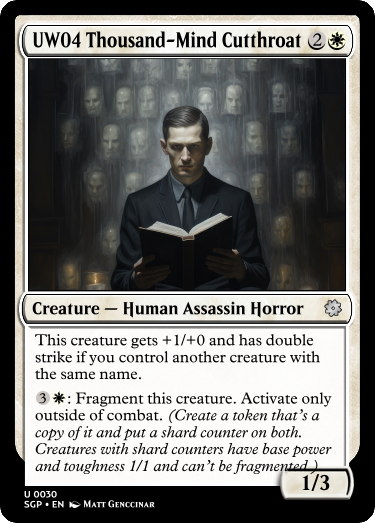 UW04 Thousand-Mind Cutthroat 2
Creature — Human Assassin Horror
This creature gets +1/+0 and has double
strike if you control another creature with
the same name.
3 : Fragment this creature. Activate only
outside of combat. (Create a token that's a
copy of it and put a shard counter on both.
Creatures with shard counters have base power
and toughness 1/1 and can't be fragmented.)
1/3
U 0030
SGP • EN Matt Genccinar